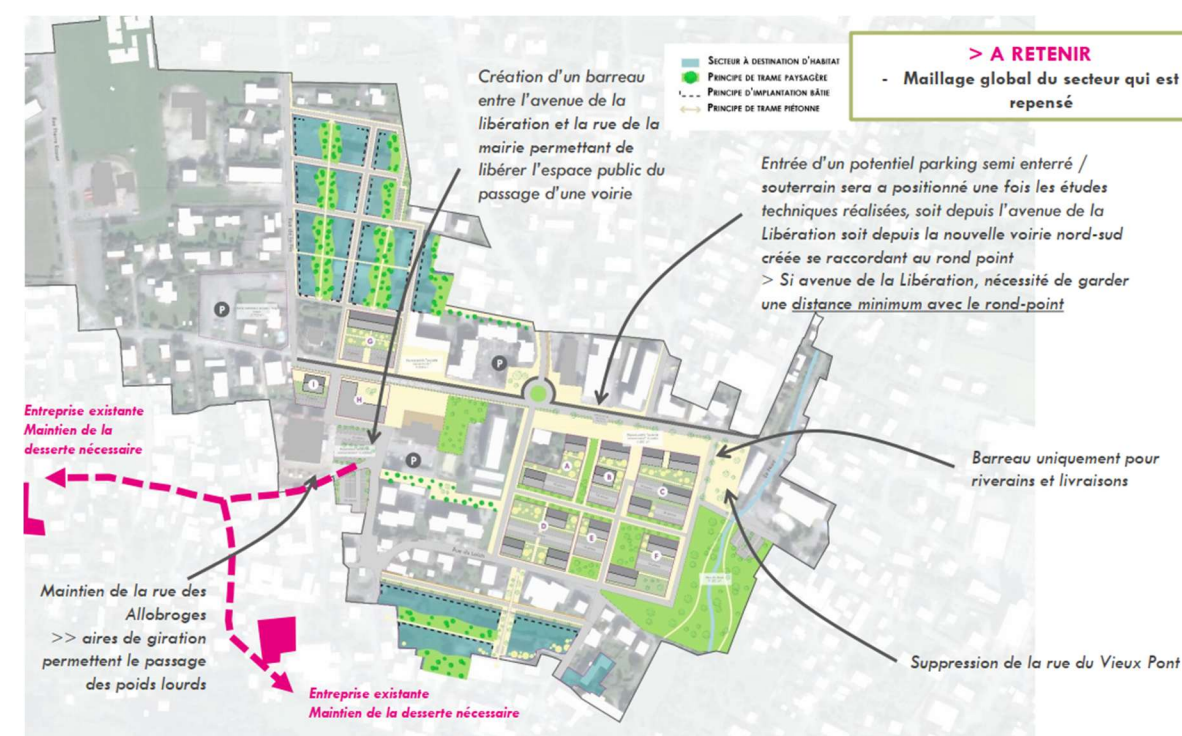 > A RETENIR
- Maillage global du secteur qui est
repensé
SECTEUR À DESTINATION D'HABITAT
PRINCIPE DE TRAME PAYSAGÈRE
PRINCIPE D'IMPLANTATION BÂTIE
PRINCIPE DE TRAME PIÉTONNE
Création d'un barreau
entre l'avenue de la
libération et la rue de la
mairie permettant de
libérer l'espace public du
passage d'une voirie
Entrée d'un potentiel parking semi enterré /
souterrain sera a positionné une fois les études
techniques réalisées, soit depuis l'avenue de la
Libération soit depuis la nouvelle voirie nord-sud
créée se raccordant au rond point
> Si avenue de la Libération, nécessité de garder
une distance minimum avec le rond-point
P
P
P
G
I
H
A
B
C
D
E
F
Entreprise existante
Maintien de la
desserte nécessaire
Barreau uniquement pour
riverains et livraisons
Maintien de la rue des
Allobroges
>> aires de giration
permettent le passage
des poids lourds
Suppression de la rue du Vieux Pont
Entreprise existante
Maintien de la desserte nécessaire